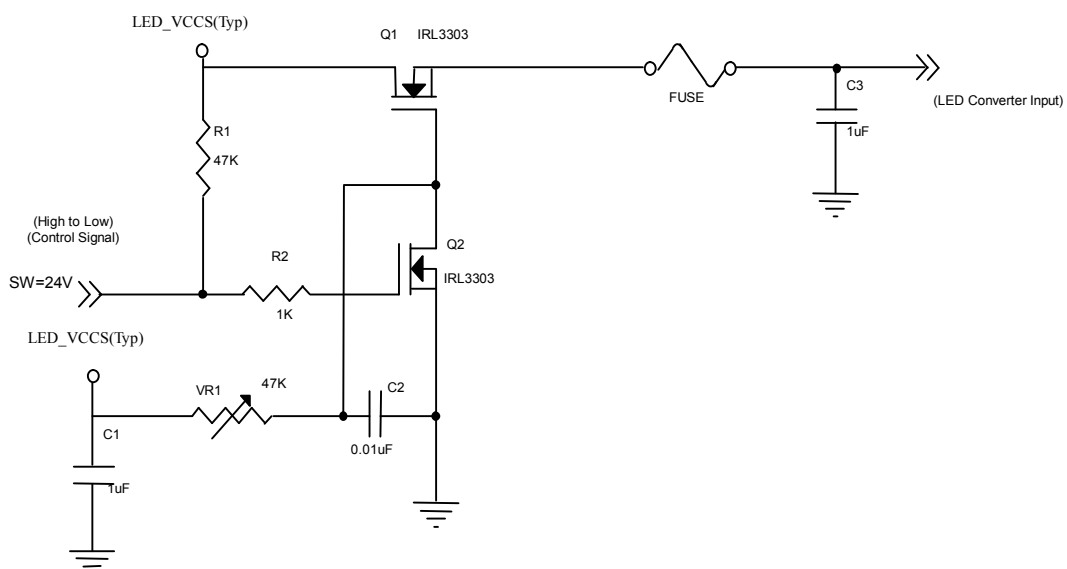 LED_VCCS(Typ)
Q1 IRL3303
R1
47K
FUSE
C3
1uF
(LED Converter Input)
(High to Low)
(Control Signal)
SW=24V
R2
1K
Q2
IRL3303
LED_VCCS(Typ)
VR1 47K
C2
0.01uF
C1
1uF